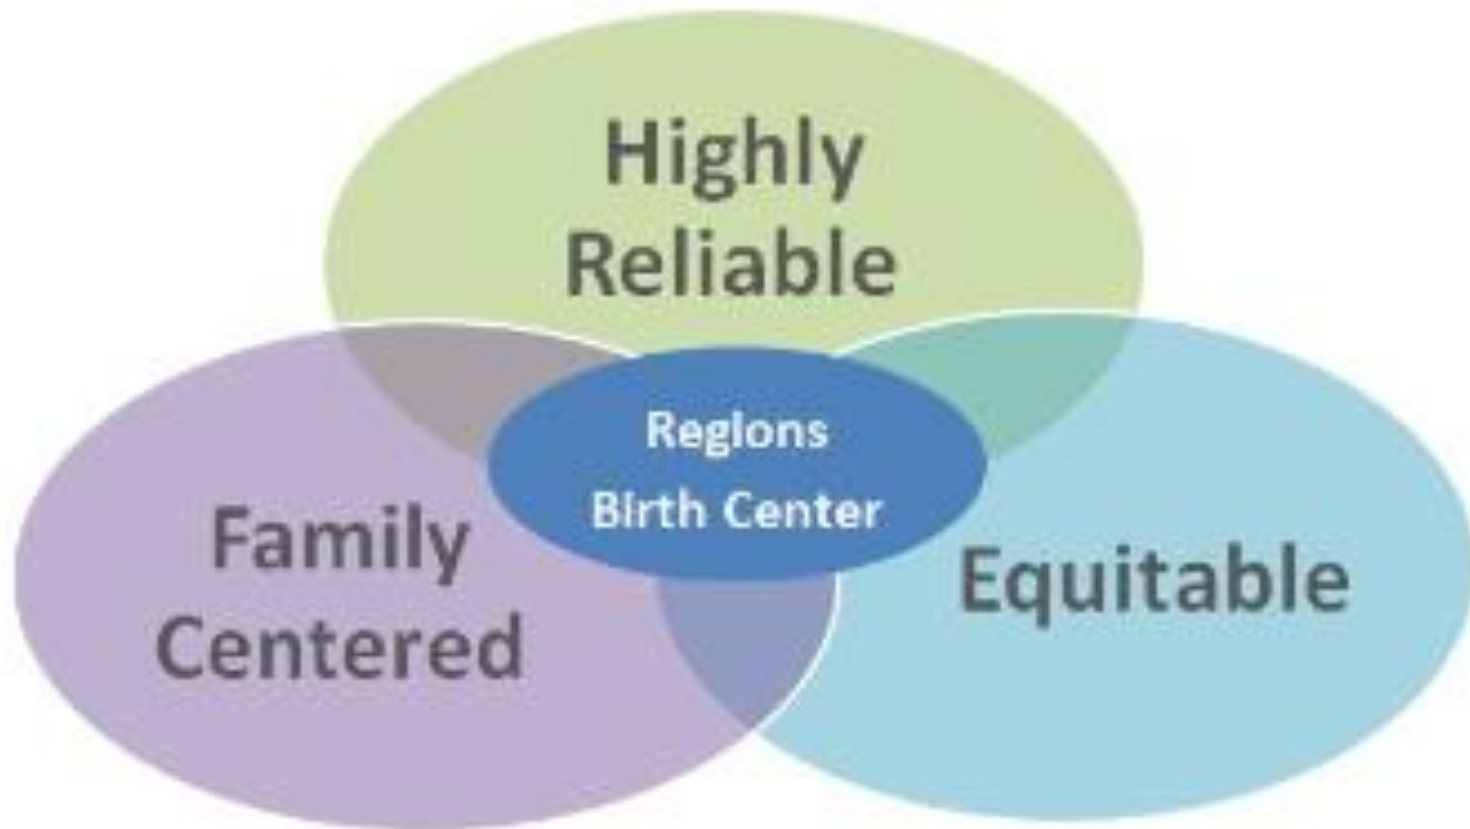 Highly
Reliable
Regions
Birth Center
Family
Centered
Equitable